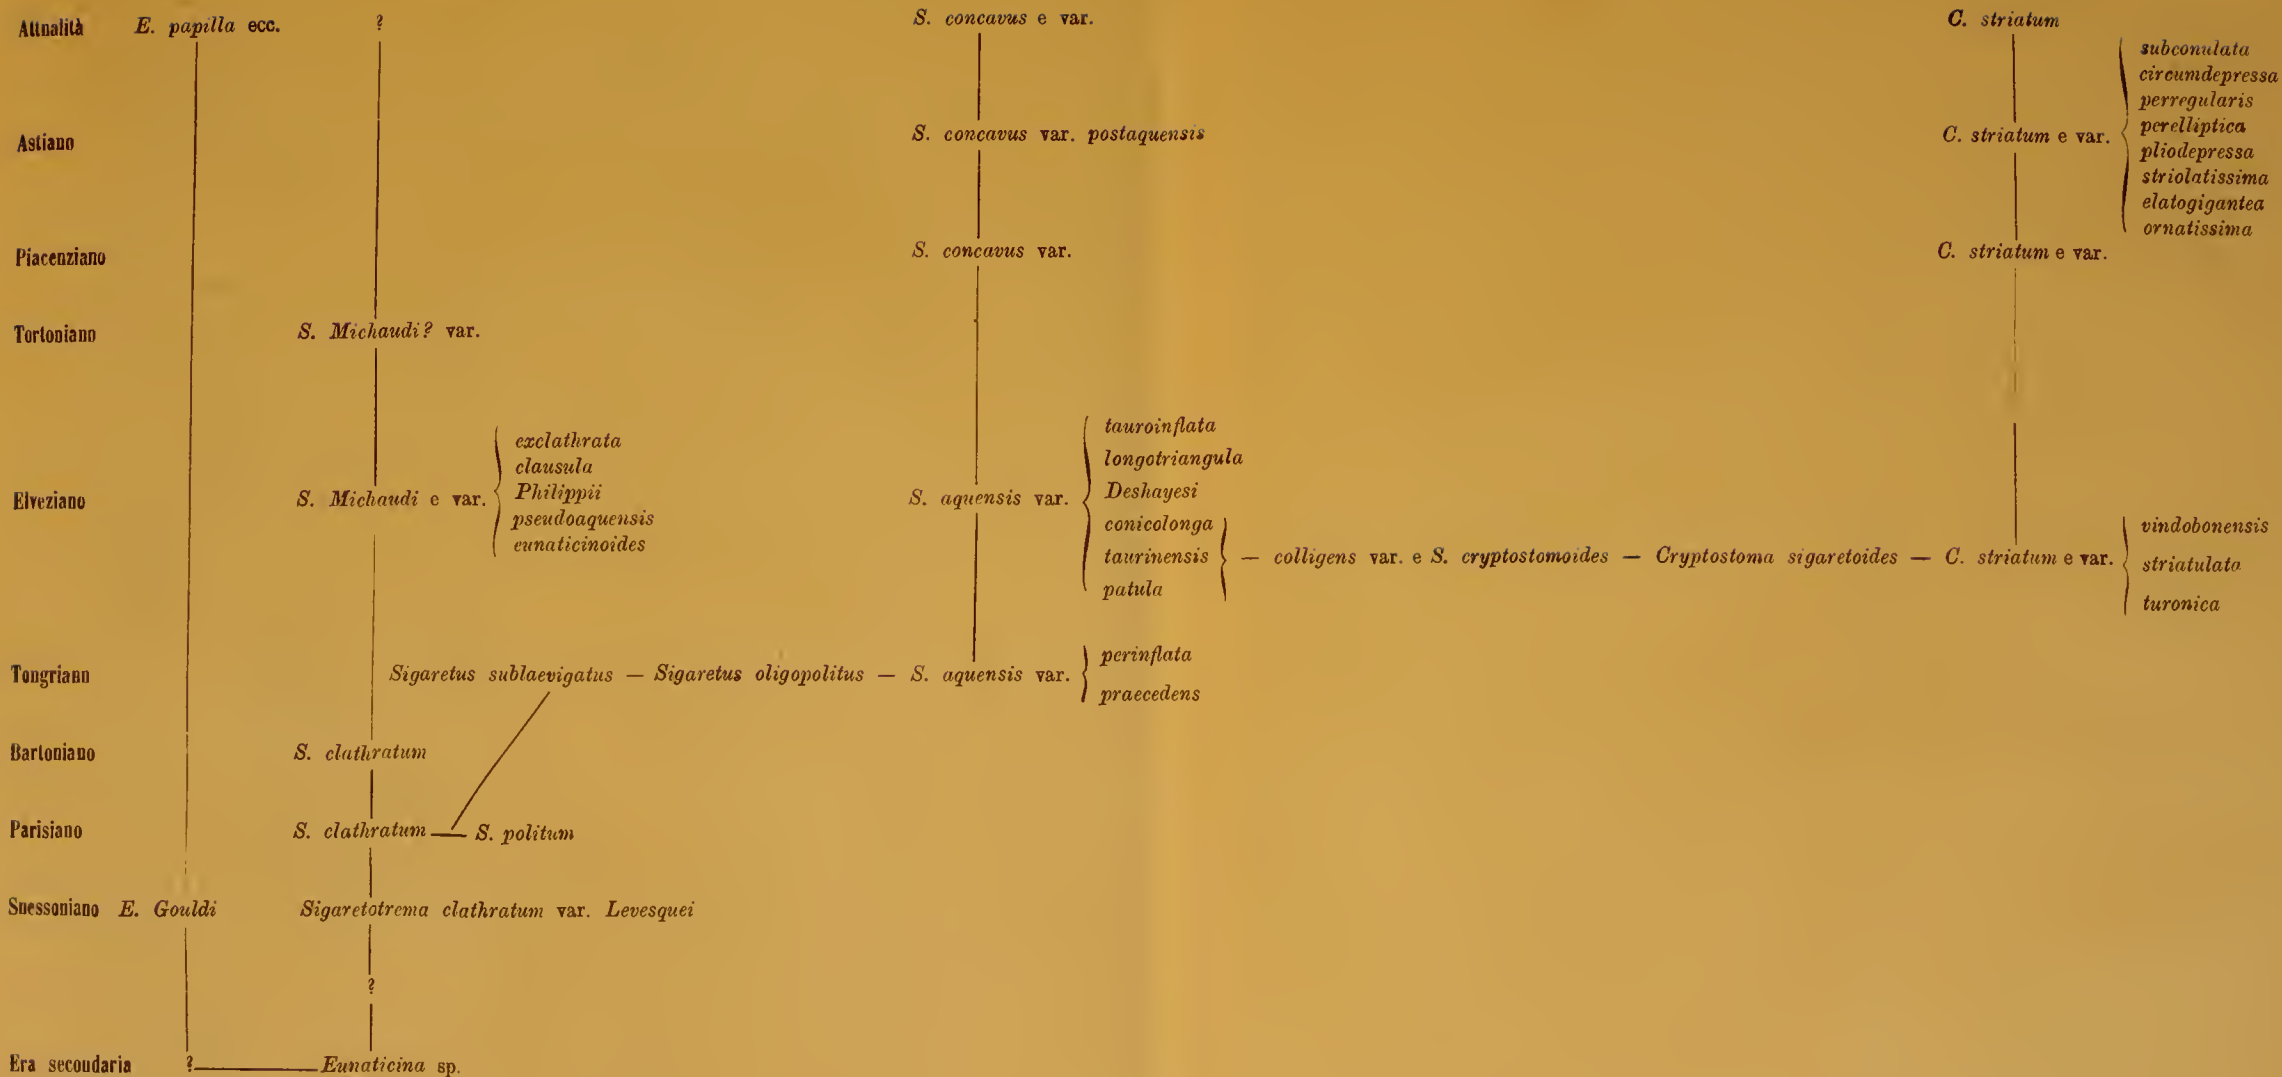 Attualità E. papilla ecc. ? S. concavus e var. C. striatum
subconulata
circumdepressa
perregularis
Astiano S. concavus var. postaquensis C. striatum e var. perelliptica
pliodepressa
striolatissima
elatogigantea
ornatissima
Piacenziano S. concavus var. C. striatum e var.
Tortoniano S. Michaudi? var.
exclathrata tauroinflata
clausula longotriangula
Elveziano S. Michaudi e var. Philippii S. aquensis var. Deshayesi
pseudoaquensis conicolonga vindobonensis
eunaticinoides taurinensis — colligens var. e S. cryptostomoides — Cryptostoma sigaretoides — C. striatum e var. striatulata
patula turonica
perinflata
Tongriano Sigaretus sublaevigatus — Sigaretus oligopolitus — S. aquensis var.
praecedens
Bartoniano S. clathratum
Parisiano S. clathratum — S. politum
Suessoniano E. Gouldi Sigaretotrema clathratum var. Levesquei
?
Era secondaria ? — Eunaticina sp.